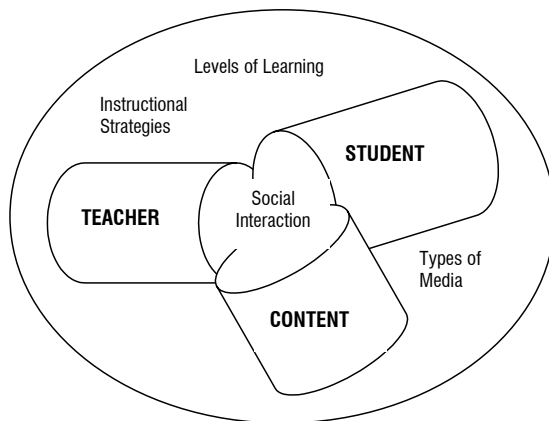 Levels of Learning
Instructional
Strategies
STUDENT
Social
Interaction
TEACHER
Types of
Media
CONTENT